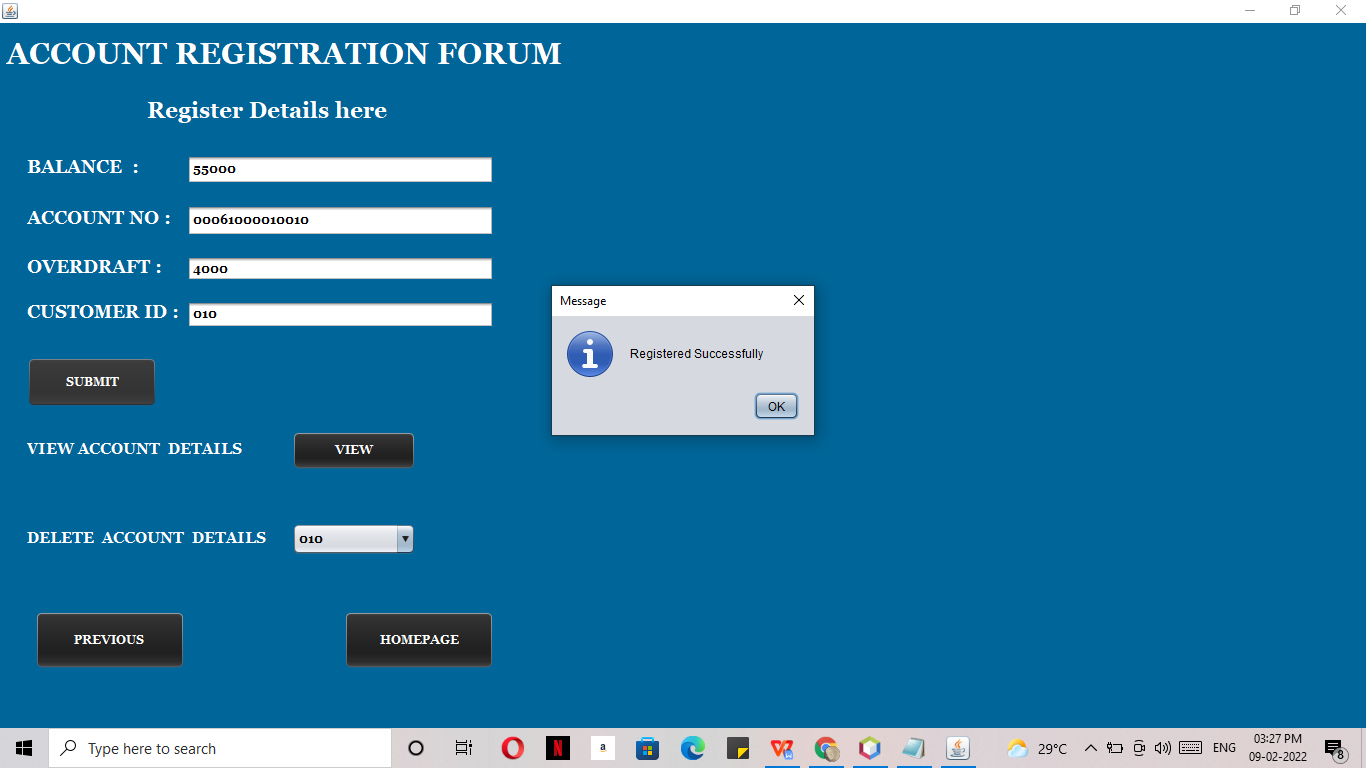 ACCOUNT REGISTRATION FORUM
Register Details here
BALANCE : 55000
ACCOUNT NO : 00061000010010
OVERDRAFT : 4000
CUSTOMER ID : 010
Message
Registered Successfully
OK
SUBMIT
VIEW ACCOUNT DETAILS VIEW
DELETE ACCOUNT DETAILS 010
PREVIOUS HOMEPAGE
Type here to search
N
a
W
29°C
ENG
03:27 PM
09-02-2022
8